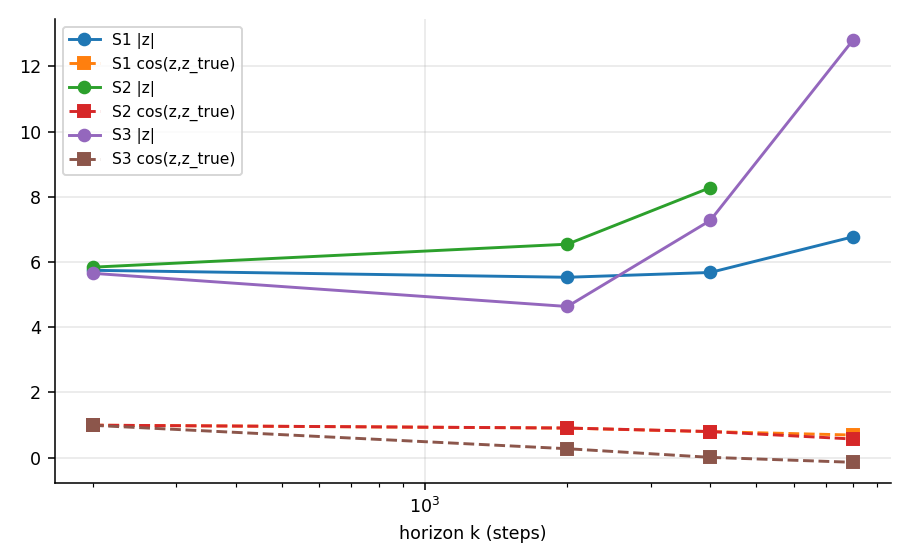 S1 |z|
S1 cos(z,z_true)
S2 |z|
S2 cos(z,z_true)
S3 |z|
S3 cos(z,z_true)
12
10
8
6
4
2
0
10³
horizon k (steps)